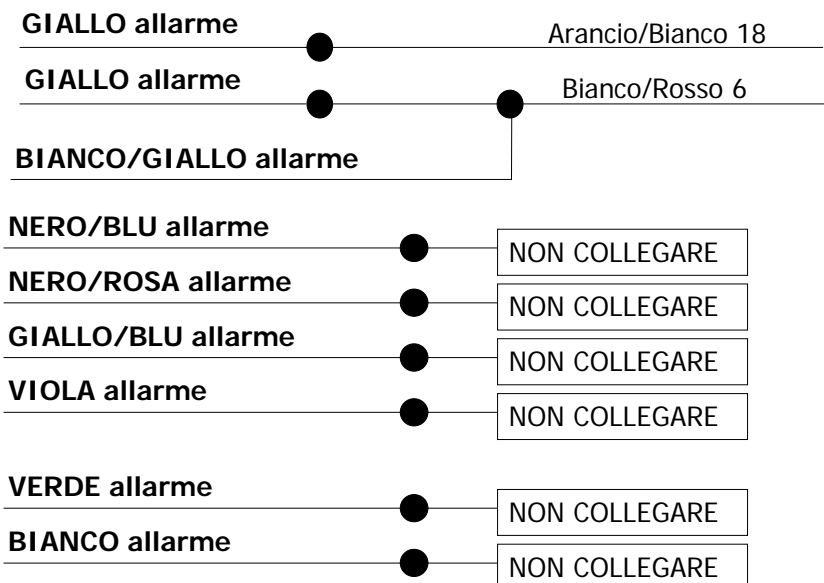 GIALLO allarme
Arancio/Bianco 18
GIALLO allarme
Bianco/Rosso 6
BIANCO/GIALLO allarme
NERO/BLU allarme
NON COLLEGARE
NERO/ROSA allarme
NON COLLEGARE
GIALLO/BLU allarme
NON COLLEGARE
VIOLA allarme
NON COLLEGARE
VERDE allarme
NON COLLEGARE
BIANCO allarme
NON COLLEGARE